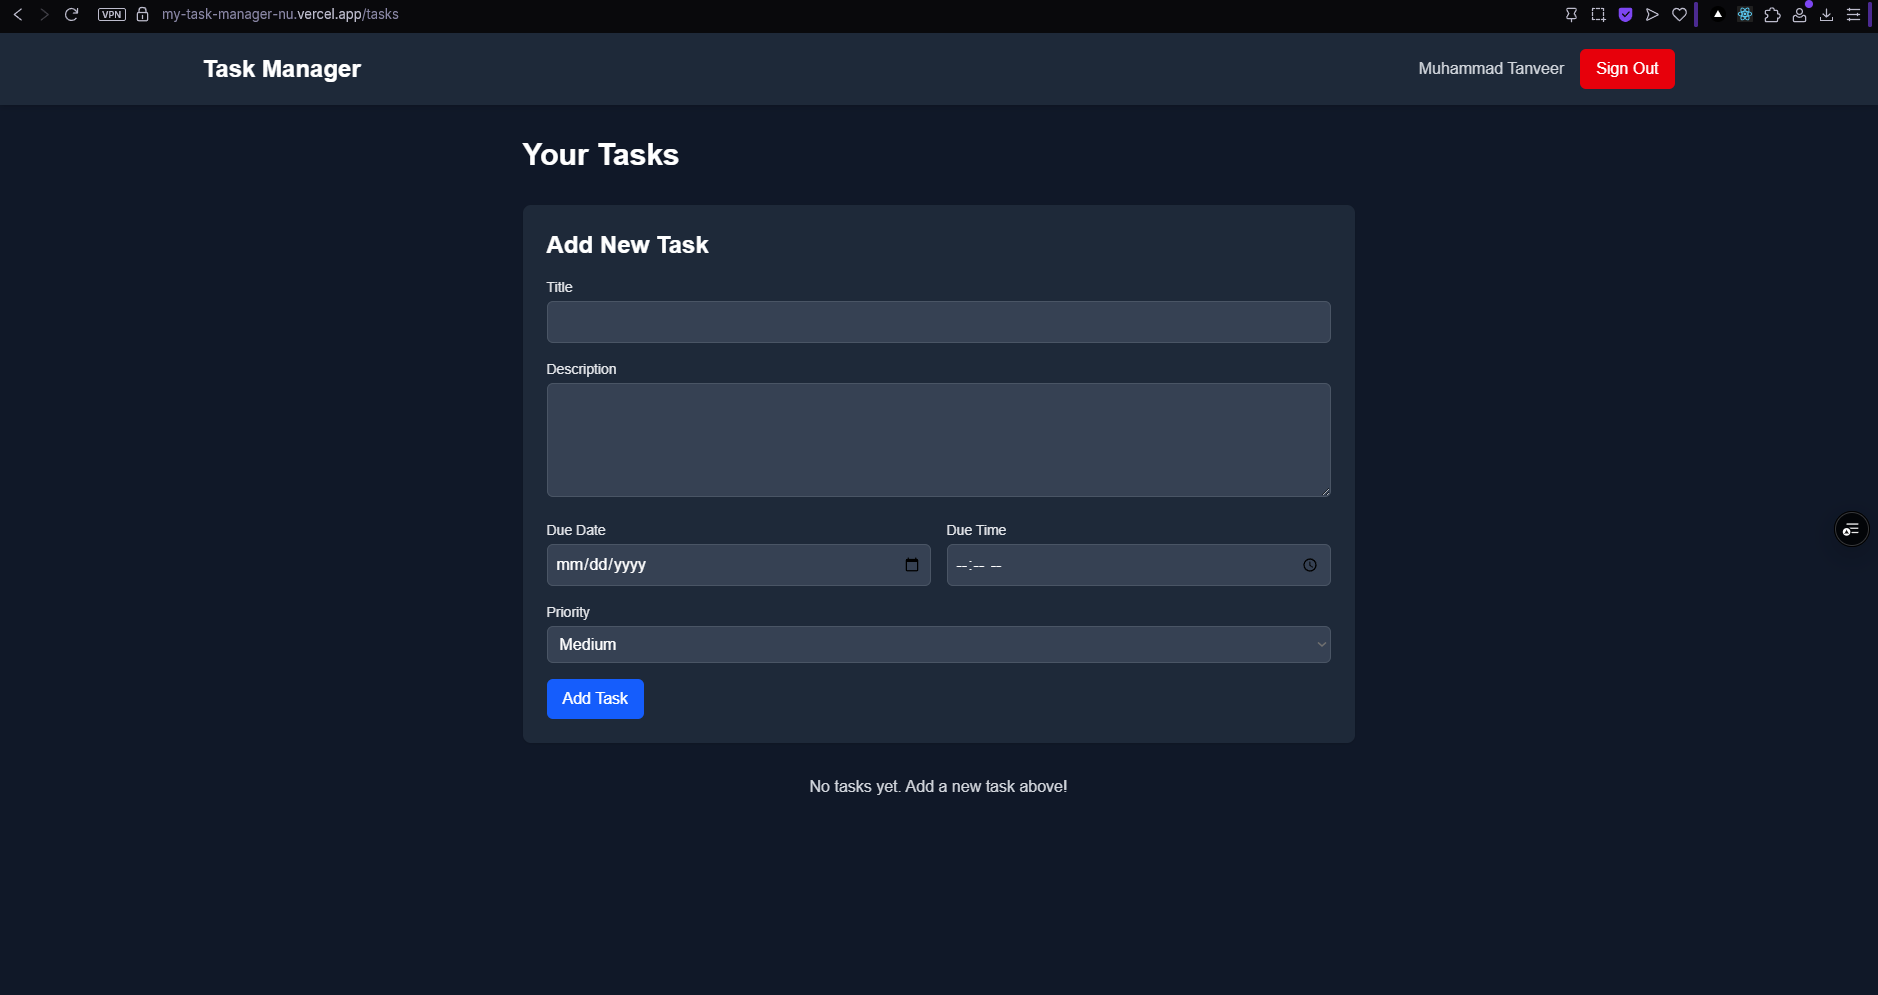 VPN my-task-manager-nu.vercel.app/tasks
Task Manager
Muhammad Tanveer
Sign Out
Your Tasks
Add New Task
Title
Description
Due Date
Due Time
mm/dd/yyyy
--:-- --
Priority
Medium
Add Task
No tasks yet. Add a new task above!